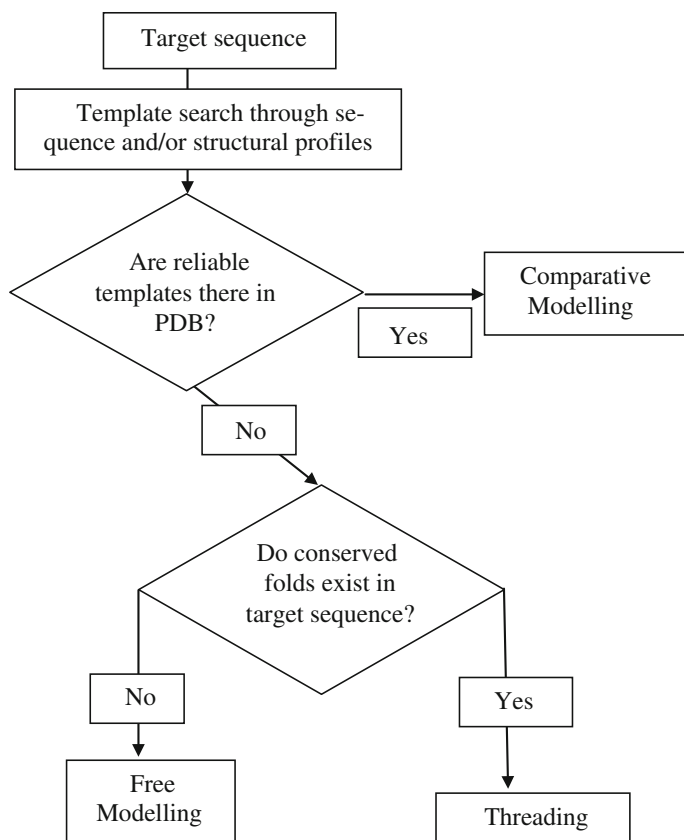 Target sequence
Template search through se-
quence and/or structural profiles
Are reliable
templates there in
PDB?
Comparative
Modelling
Yes
No
Do conserved
folds exist in
target sequence?
No
Yes
Free
Modelling
Threading